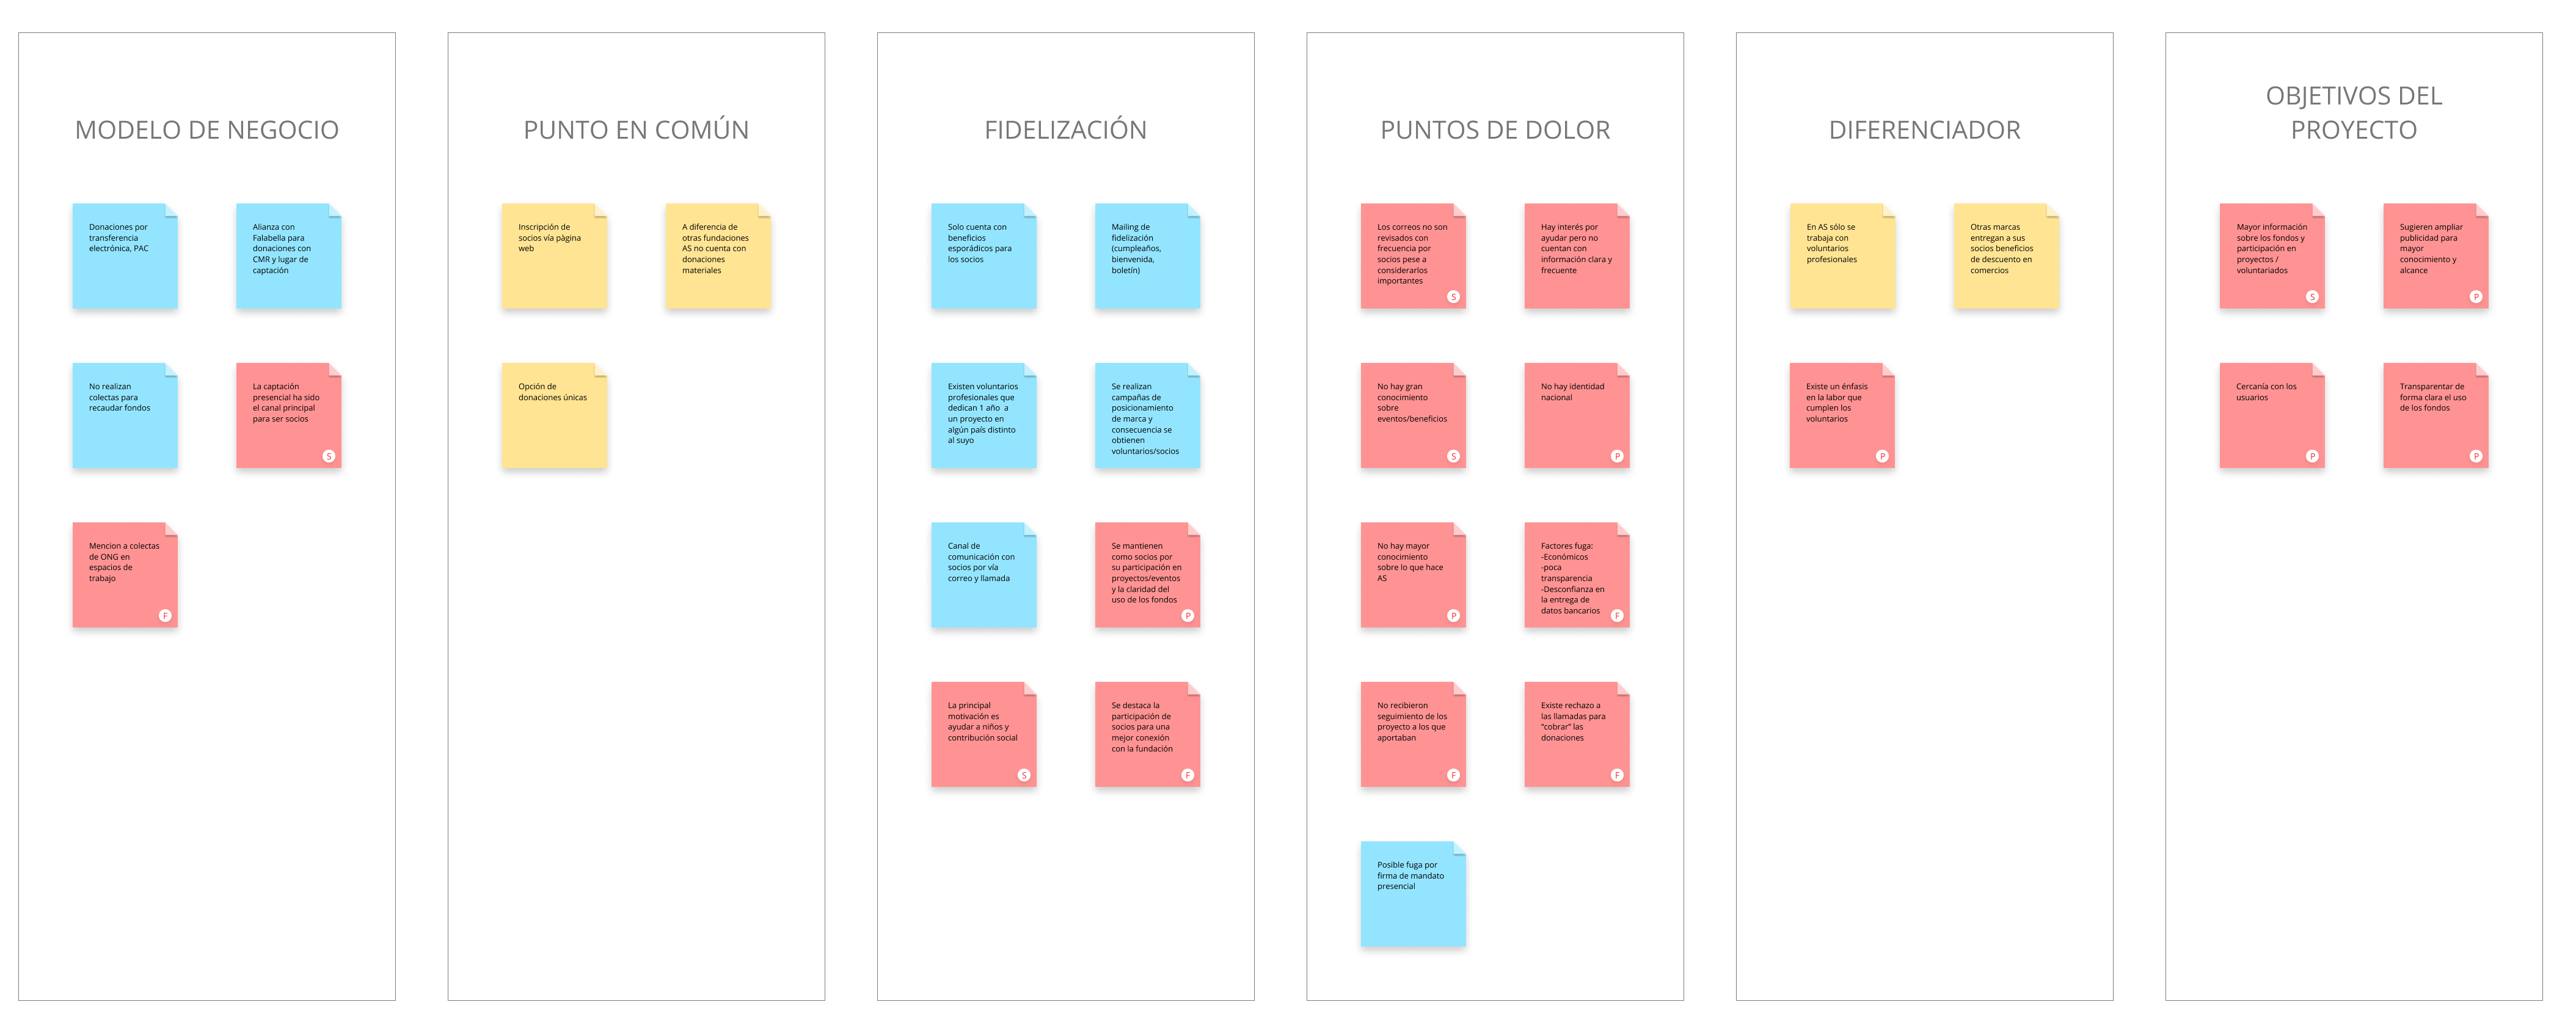 MODELO DE NEGOCIO
Donaciones por
transferencia
electrónica, PAC
Alianza con
Falabella para
donaciones con
CMR y lugar de
captación
No realizan
colectas para
recaudar fondos
La captación
presencial ha sido
el canal principal
para ser socios
S
Mencion a colectas
de ONG en
espacios de
trabajo
F
PUNTO EN COMÚN
Inscripción de
socios vía pàgina
web
A diferencia de
otras fundaciones
AS no cuenta con
donaciones
materiales
Opción de
donaciones únicas
FIDELIZACIÓN
Solo cuenta con
beneficios
esporádicos para
los socios
Mailing de
fidelización
(cumpleaños,
bienvenida,
boletín)
Existen voluntarios
profesionales que
dedican 1 año a
un proyecto en
algún país distinto
al suyo
Se realizan
campañas de
posicionamiento
de marca y
consecuencia se
obtienen
voluntarios/socios
Canal de
comunicación con
socios por vía
correo y llamada
Se mantienen
como socios por
su participación en
proyectos/eventos
y la claridad del
uso de los fondos
P
La principal
motivación es
ayudar a niños y
contribución social
S
Se destaca la
participación de
socios para una
mejor conexión
con la fundación
F
PUNTOS DE DOLOR
Los correos no son
revisados con
frecuencia por
socios pese a
considerarlos
importantes
S
Hay interés por
ayudar pero no
cuentan con
información clara y
frecuente
No hay gran
conocimiento
sobre
eventos/beneficios
S
No hay identidad
nacional
P
No hay mayor
conocimiento
sobre lo que hace
AS
P
Factores fuga:
-Económicos
-poca
transparencia
-Desconfianza en
la entrega de
datos bancarios
F
No recibieron
seguimiento de los
proyecto a los que
aportaban
F
Existe rechazo a
las llamadas para
“cobrar” las
donaciones
F
Posible fuga por
firma de mandato
presencial
DIFERENCIADOR
En AS sólo se
trabaja con
voluntarios
profesionales
Otras marcas
entregan a sus
socios beneficios
de descuento en
comercios
Existe un énfasis
en la labor que
cumplen los
voluntarios
P
OBJETIVOS DEL
PROYECTO
Mayor información
sobre los fondos y
participación en
proyectos /
voluntariados
S
Sugieren ampliar
publicidad para
mayor
conocimiento y
alcance
P
Cercanía con los
usuarios
P
Transparentar de
forma clara el uso
de los fondos
P